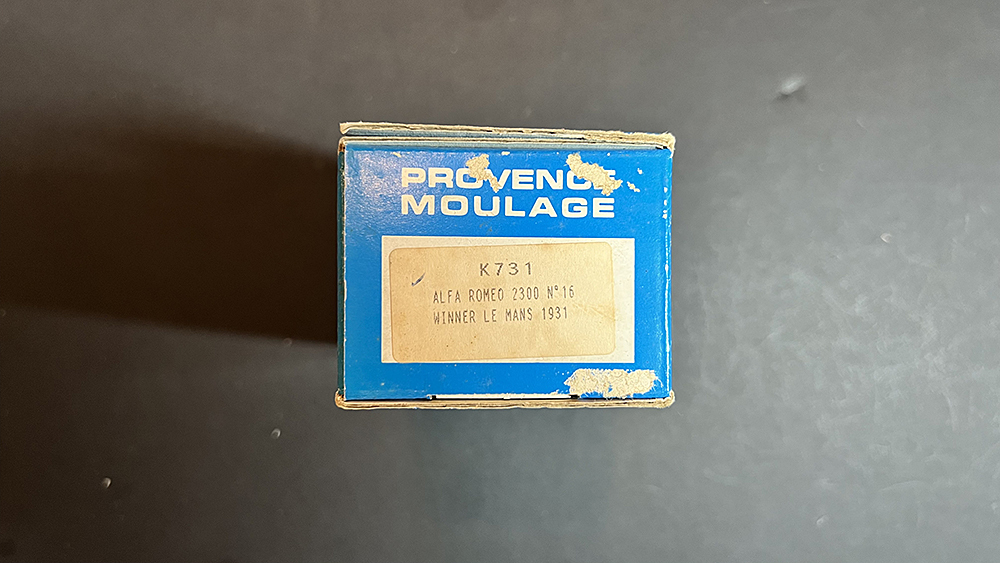 PROVENCE
MOULAGE
K731
ALFA ROMEO 2300 N°16
WINNER LE MANS 1931